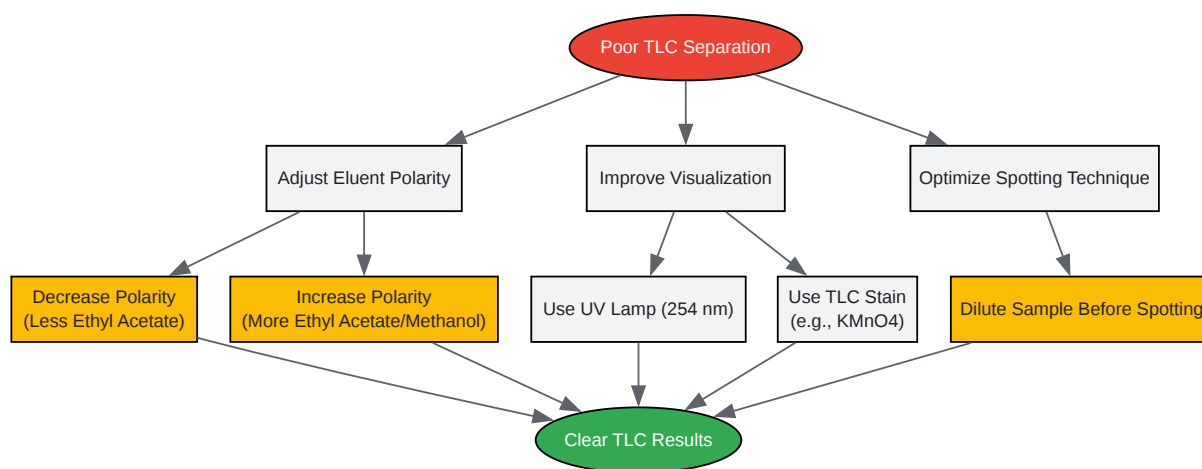 Poor TLC Separation
Adjust Eluent Polarity
Improve Visualization
Optimize Spotting Technique
Decrease Polarity
(Less Ethyl Acetate)
Increase Polarity
(More Ethyl Acetate/Methanol)
Use UV Lamp (254 nm)
Use TLC Stain
(e.g., KMnO4)
Dilute Sample Before Spotting
Clear TLC Results